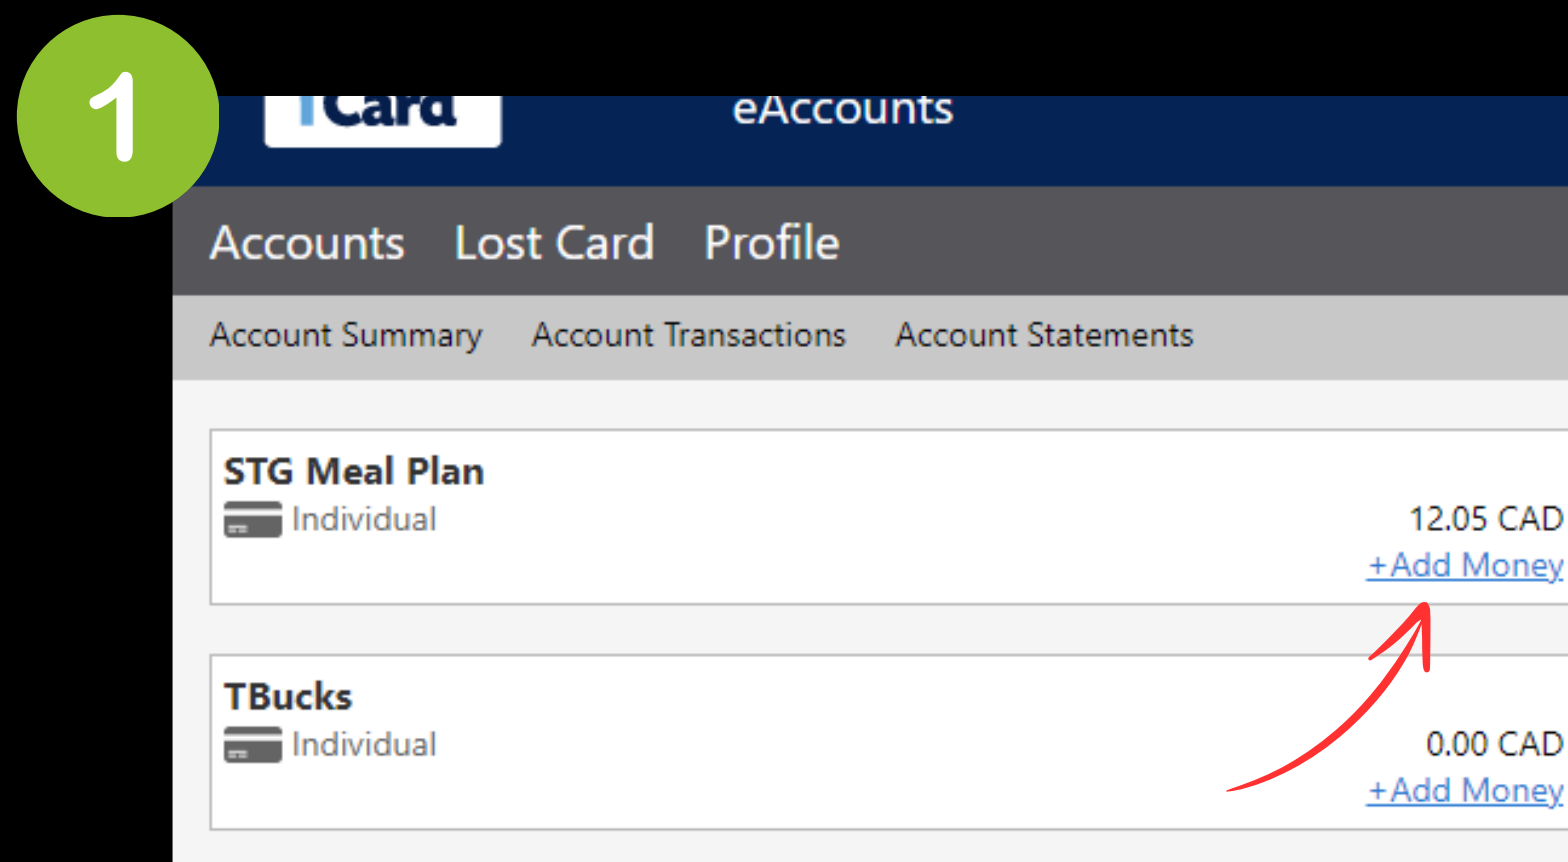 1
Card
eAccounts
Accounts Lost Card Profile
Account Summary Account Transactions Account Statements
STG Meal Plan
Individual
12.05 CAD
+Add Money
TBucks
Individual
0.00 CAD
+Add Money